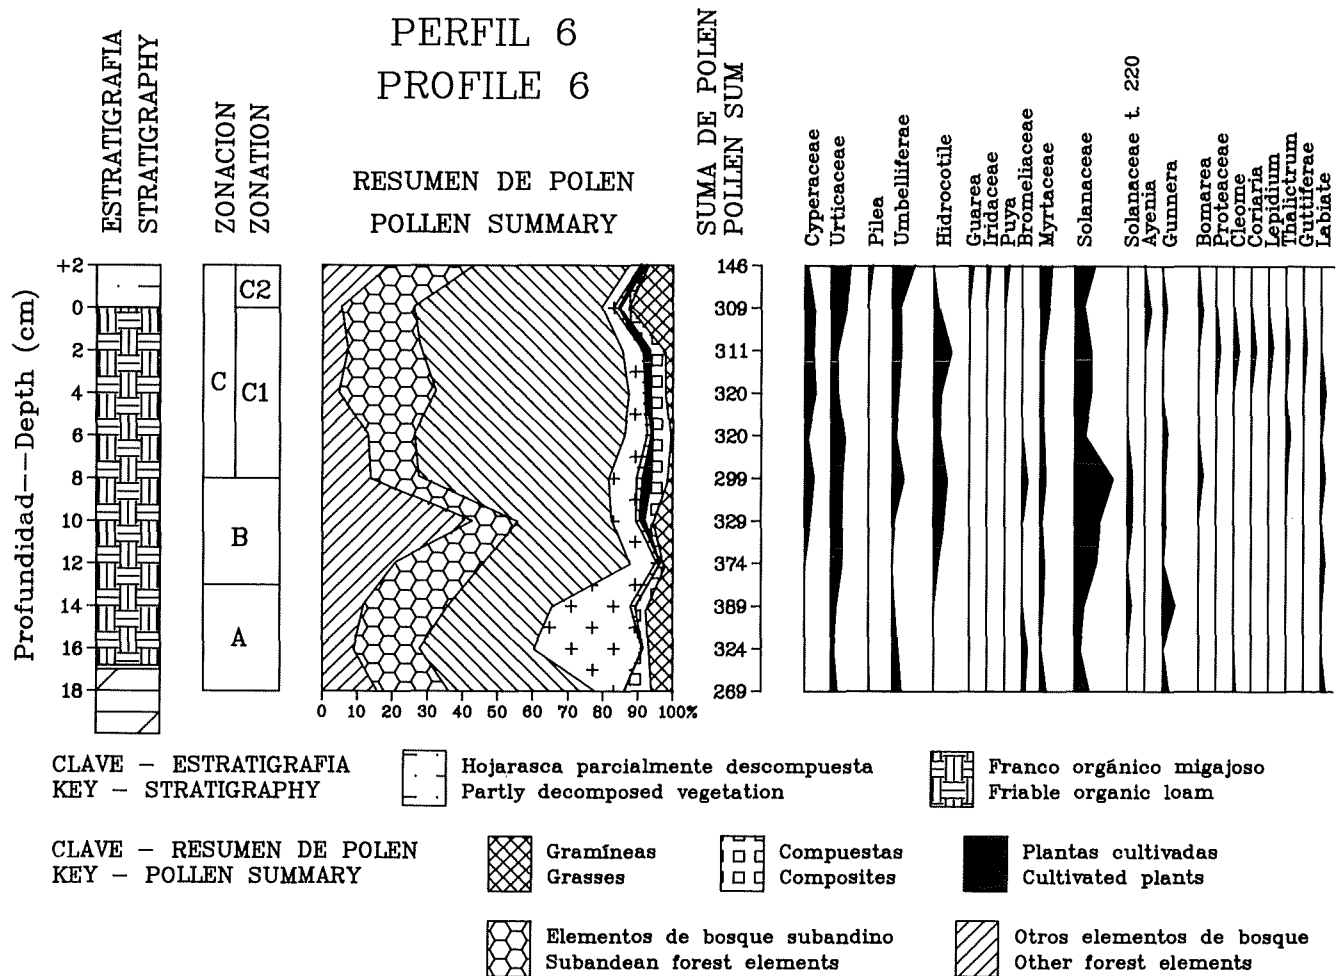 PERFIL 6
PROFILE 6
ESTRATIGRAFIA
STRATIGRAPHY
ZONACION
ZONATION
RESUMEN DE POLEN
POLLEN SUMMARY
SUMA DE POLEN
POLLEN SUM
Cyperaceae
Urticaceae
Pilea
Umbelliferae
Hidrocotile
Guarea
Iridaceae
Puya
Bromeliaceae
Myrtaceae
Solanaceae
Solanaceae t. 220
Ayenia
Gunnera
Bomarea
Proteaceae
Cleome
Coriaria
Lepidium
Thalictrum
Guttiferae
Labiate
Profundidad——Depth (cm)
+2
0
2
4
6
8
10
12
14
16
18
C
C2
C1
B
A
146
309
311
320
320
299
329
374
389
324
269
0 10 20 30 40 50 60 70 80 90 100%
CLAVE – ESTRATIGRAFIA
KEY – STRATIGRAPHY
Hojarasca parcialmente descompuesta
Partly decomposed vegetation
Franco orgánico migajoso
Friable organic loam
CLAVE – RESUMEN DE POLEN
KEY – POLLEN SUMMARY
Gramíneas
Grasses
Compuestas
Composites
Plantas cultivadas
Cultivated plants
Elementos de bosque subandino
Subandean forest elements
Otros elementos de bosque
Other forest elements